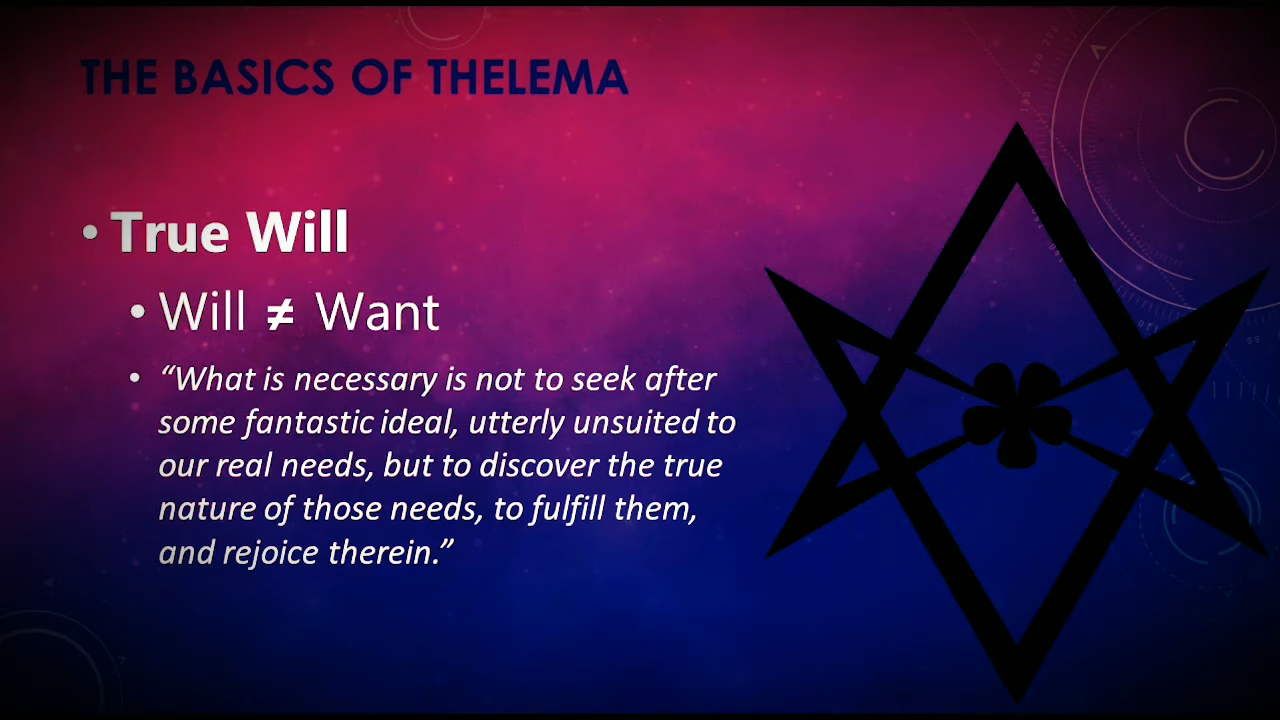 THE BASICS OF THELEMA
• True Will
• Will ≠ Want
• “What is necessary is not to seek after
some fantastic ideal, utterly unsuited to
our real needs, but to discover the true
nature of those needs, to fulfill them,
and rejoice therein.”